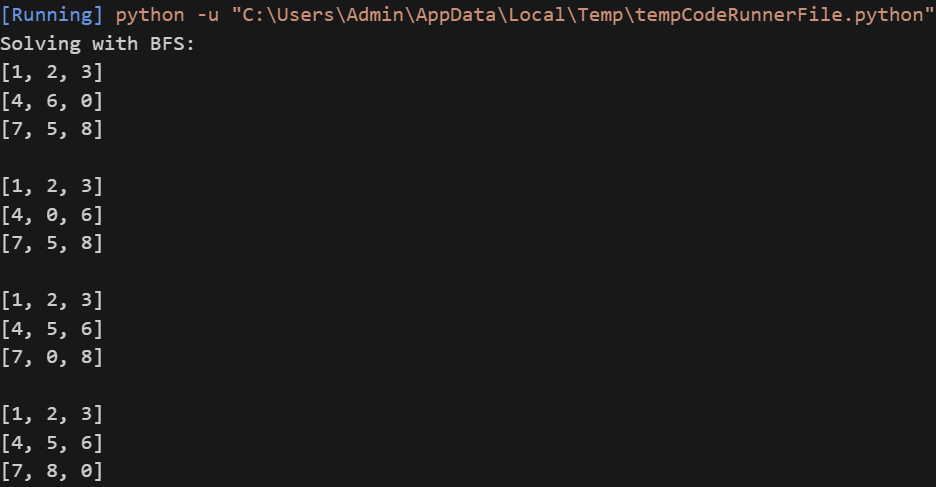 [Running] python -u "C:\Users\Admin\AppData\Local\Temp\tempCodeRunnerFile.python"
Solving with BFS:
[1, 2, 3]
[4, 6, 0]
[7, 5, 8]
[1, 2, 3]
[4, 0, 6]
[7, 5, 8]
[1, 2, 3]
[4, 5, 6]
[7, 0, 8]
[1, 2, 3]
[4, 5, 6]
[7, 8, 0]